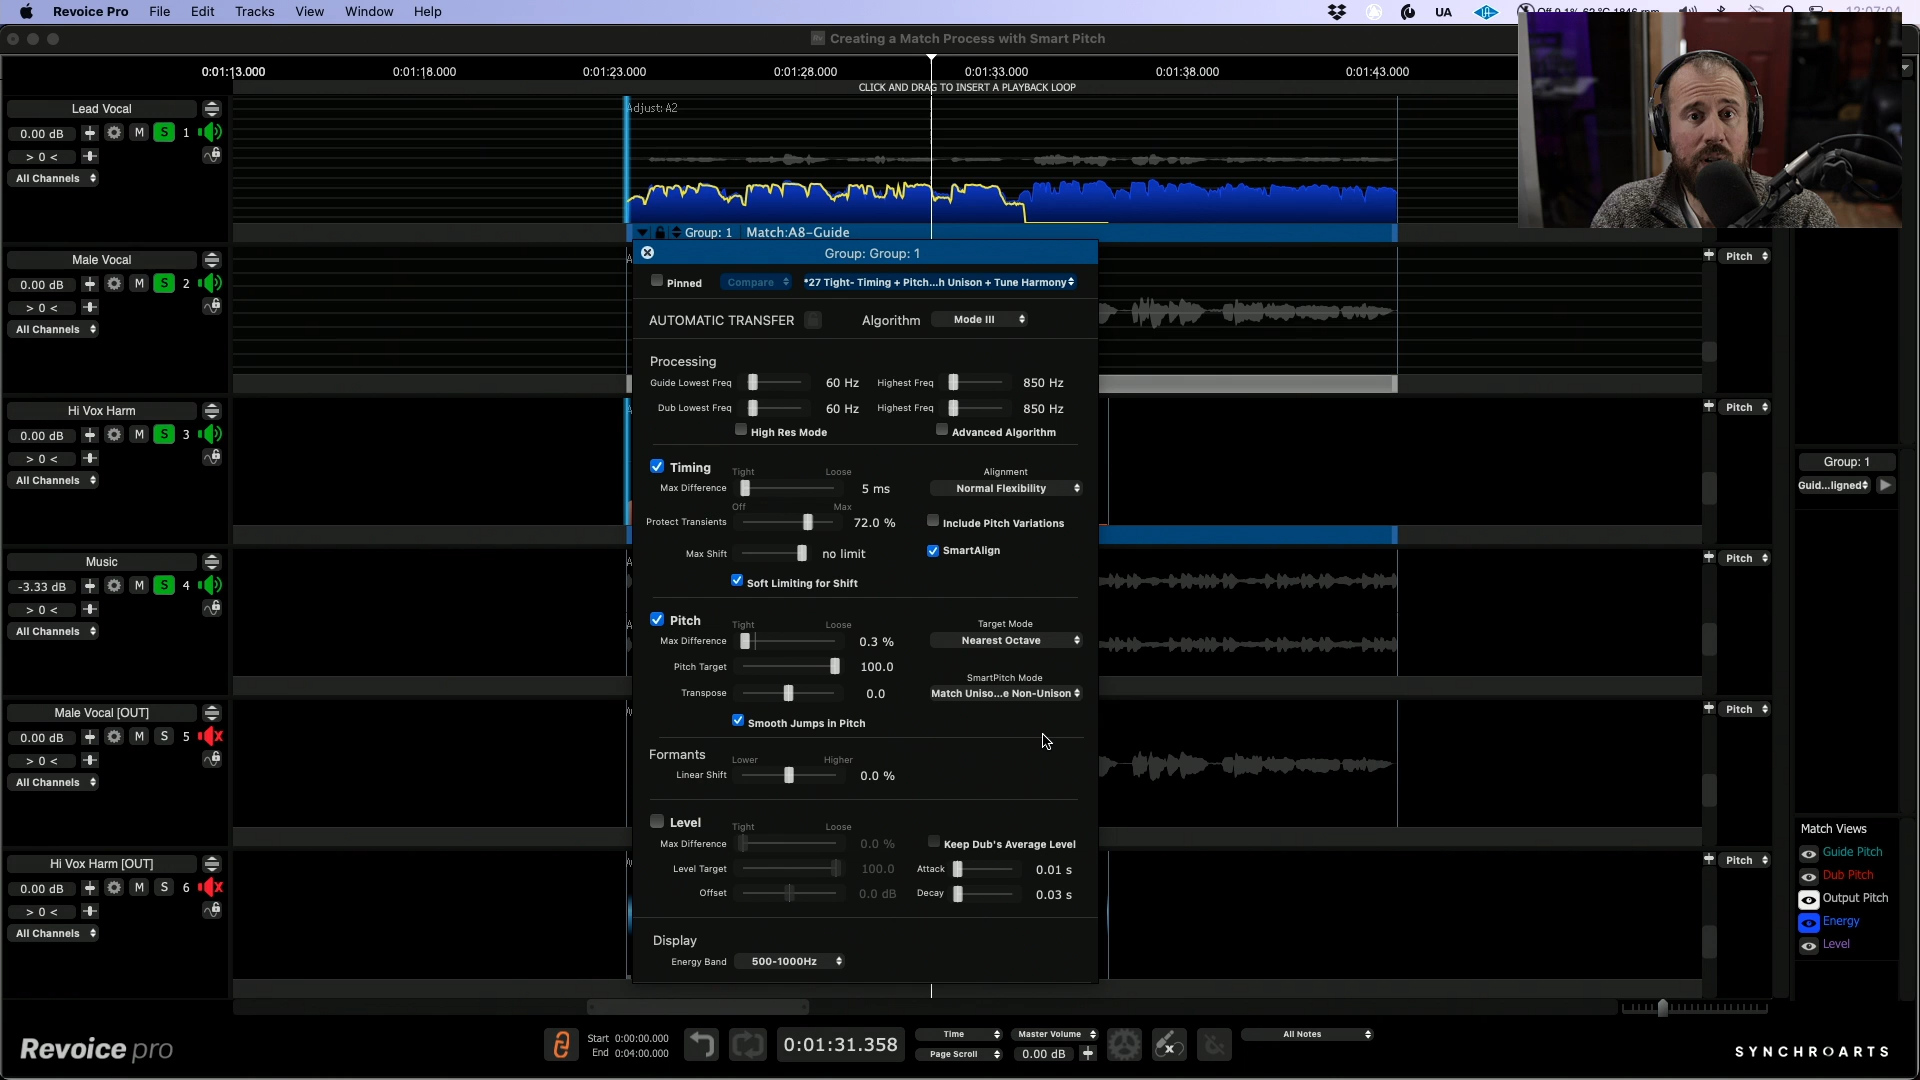 Revoice Pro File Edit Tracks View Window Help
UA
Creating a Match Process with Smart Pitch
0:01:13.000 0:01:18.000 0:01:23.000 0:01:28.000 0:01:33.000 0:01:38.000 0:01:43.000
CLICK AND DRAG TO INSERT A PLAYBACK LOOP
Lead Vocal
0.00 dB M S 1
> 0 <
All Channels
Adjust: A2
Group: 1 Match:A8-Guide
Male Vocal
0.00 dB M S 2
> 0 <
All Channels
Pitch
Hi Vox Harm
0.00 dB M S 3
> 0 <
All Channels
Pitch
Music
-3.33 dB M S 4
> 0 <
All Channels
Pitch
Male Vocal [OUT]
0.00 dB M S 5
> 0 <
All Channels
Pitch
Hi Vox Harm [OUT]
0.00 dB M S 6
> 0 <
All Channels
Pitch
Group: Group: 1
Pinned Compare *27 Tight- Timing + Pitch...h Unison + Tune Harmony
AUTOMATIC TRANSFER Algorithm Mode III
Processing
Guide Lowest Freq 60 Hz Highest Freq 850 Hz
Dub Lowest Freq 60 Hz Highest Freq 850 Hz
High Res Mode Advanced Algorithm
Timing Tight Loose Alignment
Max Difference 5 ms Normal Flexibility
Off Max
Protect Transients 72.0 % Include Pitch Variations
Max Shift no limit SmartAlign
Soft Limiting for Shift
Pitch Tight Loose Target Mode
Max Difference 0.3 % Nearest Octave
Pitch Target 100.0
SmartPitch Mode
Transpose 0.0 Match Uniso...e Non-Unison
Smooth Jumps in Pitch
Formants Lower Higher
Linear Shift 0.0 %
Level Tight Loose
Max Difference 0.0 % Keep Dub's Average Level
Level Target 100.0 Attack 0.01 s
Offset 0.0 dB Decay 0.03 s
Display
Energy Band 500-1000Hz
Group: 1
Guid...ligned
Match Views
Guide Pitch
Dub Pitch
Output Pitch
Energy
Level
Revoice pro
Start 0:00:00.000
End 0:04:00.000
0:01:31.358
Time Master Volume All Notes
Page Scroll 0.00 dB
SYNCHROARTS